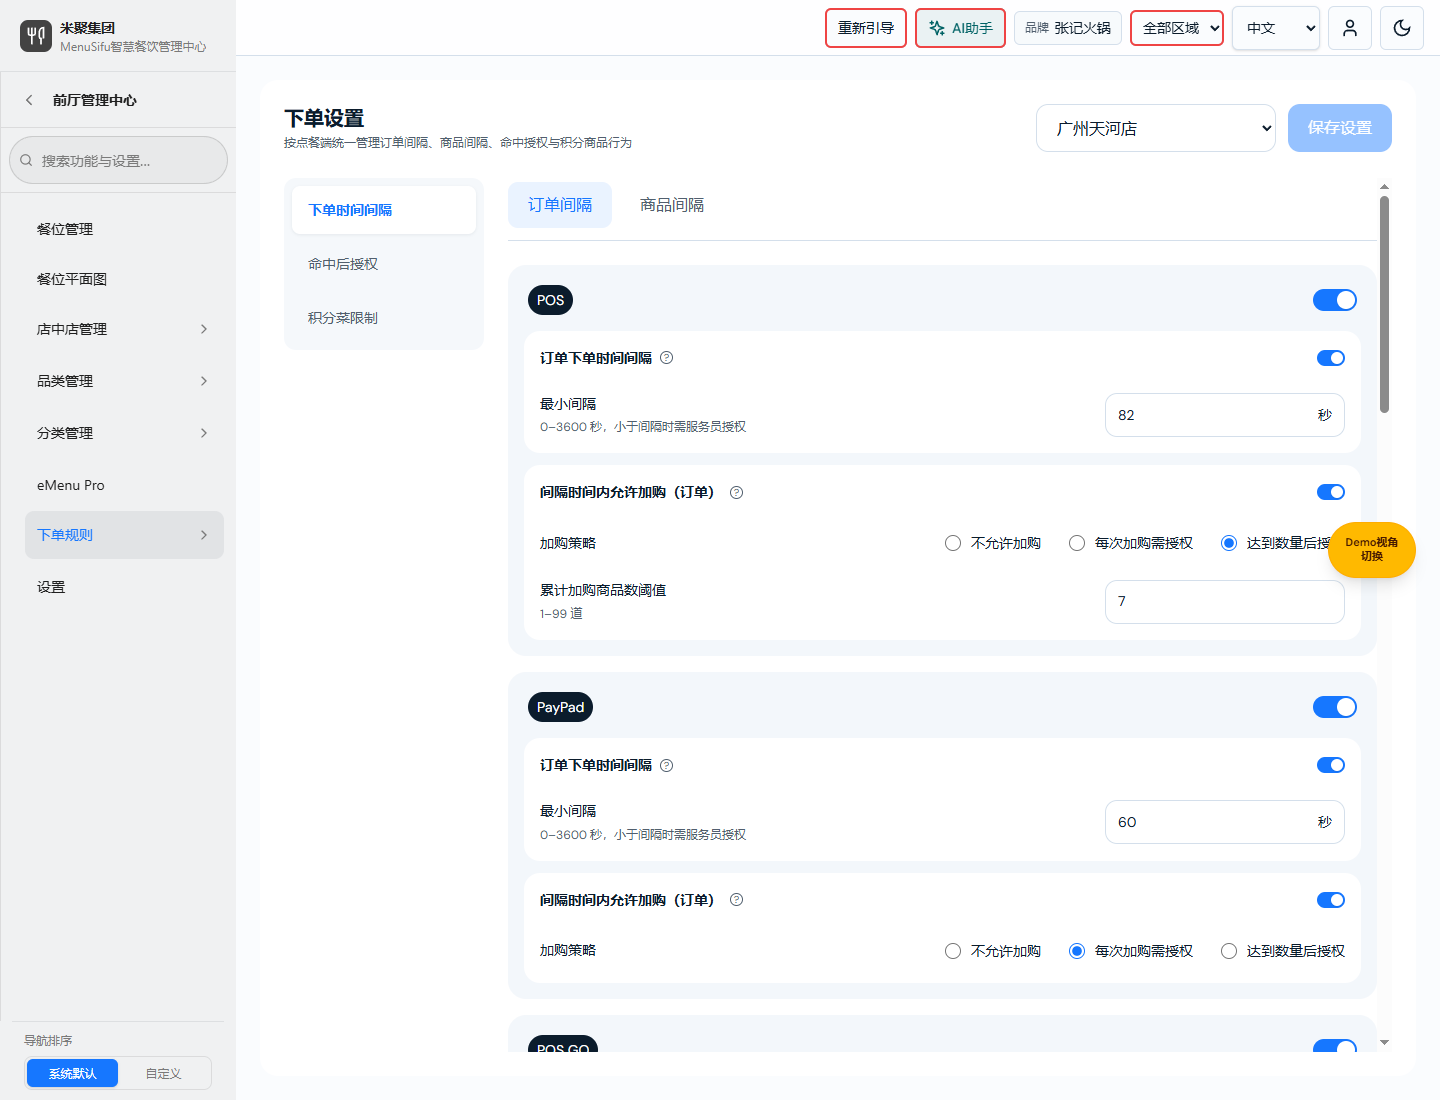 米聚集团
MenuSifu智慧餐饮管理中心
重新引导
AI助手
品牌 张记火锅
全部区域
中文
前厅管理中心
搜索功能与设置...
餐位管理
餐位平面图
店中店管理
品类管理
分类管理
eMenu Pro
下单规则
设置
导航排序
系统默认
自定义
下单设置
按点餐端统一管理订单间隔、商品间隔、命中授权与积分商品行为
广州天河店
保存设置
下单时间间隔
命中后授权
积分菜限制
订单间隔
商品间隔
POS
订单下单时间间隔
最小间隔
0-3600 秒，小于间隔时需服务员授权
82
秒
间隔时间内允许加购（订单）
加购策略
不允许加购
每次加购需授权
达到数量后授
Demo视角
切换
累计加购商品数阈值
1-99 道
7
PayPad
订单下单时间间隔
最小间隔
0-3600 秒，小于间隔时需服务员授权
60
秒
间隔时间内允许加购（订单）
加购策略
不允许加购
每次加购需授权
达到数量后授权
POS GO